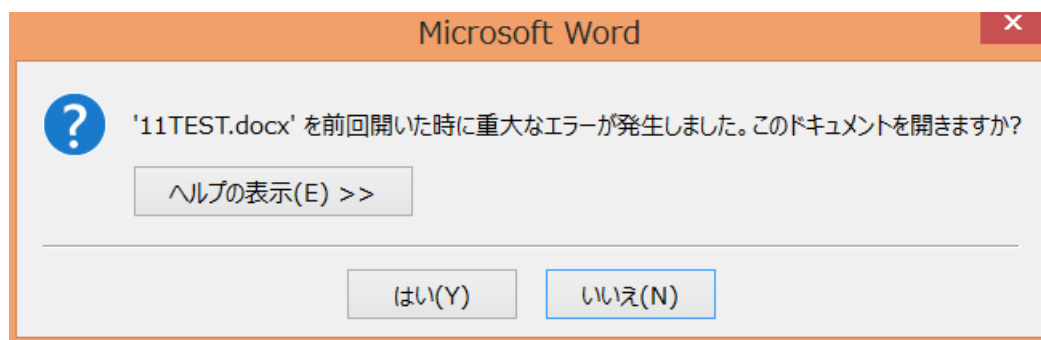 Microsoft Word
'11TEST.docx' を前回開いた時に重大なエラーが発生しました。このドキュメントを開きますか?
ヘルプの表示(E) >>
はい(Y)
いいえ(N)